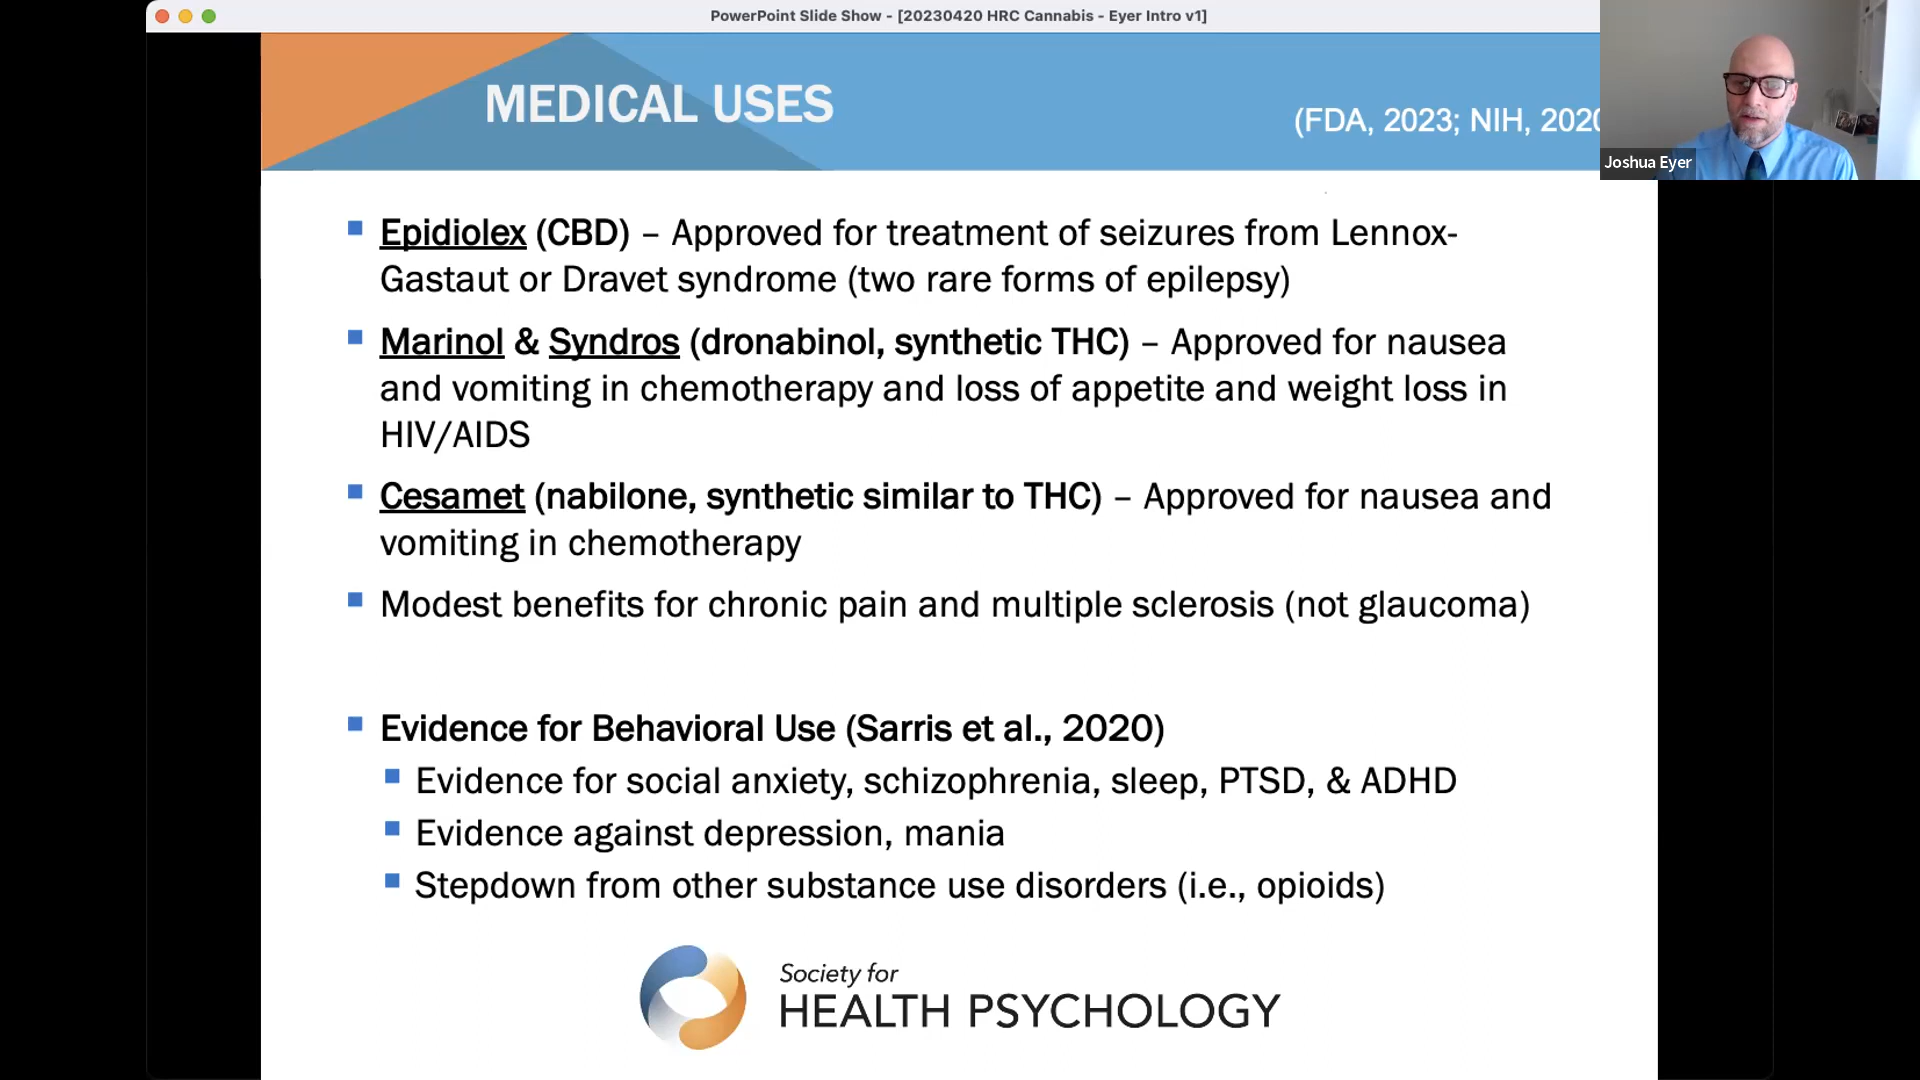 PowerPoint Slide Show - [20230420 HRC Cannabis - Eyer Intro v1]
MEDICAL USES
(FDA, 2023; NIH, 2020
Joshua Eyer
Epidiolex (CBD) – Approved for treatment of seizures from Lennox-
Gastaut or Dravet syndrome (two rare forms of epilepsy)
Marinol & Syndros (dronabinol, synthetic THC) – Approved for nausea
and vomiting in chemotherapy and loss of appetite and weight loss in
HIV/AIDS
Cesamet (nabilone, synthetic similar to THC) – Approved for nausea and
vomiting in chemotherapy
Modest benefits for chronic pain and multiple sclerosis (not glaucoma)
Evidence for Behavioral Use (Sarris et al., 2020)
Evidence for social anxiety, schizophrenia, sleep, PTSD, & ADHD
Evidence against depression, mania
Stepdown from other substance use disorders (i.e., opioids)
Society for
HEALTH PSYCHOLOGY